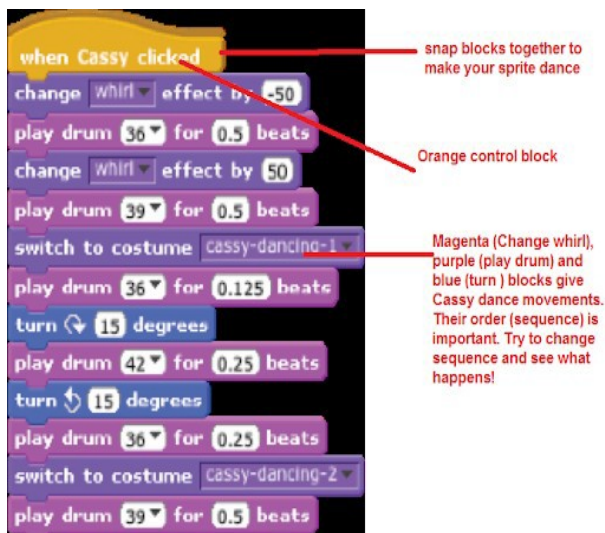 when Cassy clicked
change whirl effect by -50
play drum 36 for 0.5 beats
change whirl effect by 50
play drum 39 for 0.5 beats
switch to costume cassy-dancing-1
play drum 36 for 0.125 beats
turn 15 degrees
play drum 42 for 0.25 beats
turn 15 degrees
play drum 36 for 0.25 beats
switch to costume cassy-dancing-2
play drum 39 for 0.5 beats
snap blocks together to
make your sprite dance
Orange control block
Magenta (Change whirl),
purple (play drum) and
blue (turn ) blocks give
Cassy dance movements.
Their order (sequence) is
important. Try to change
sequence and see what
happens!